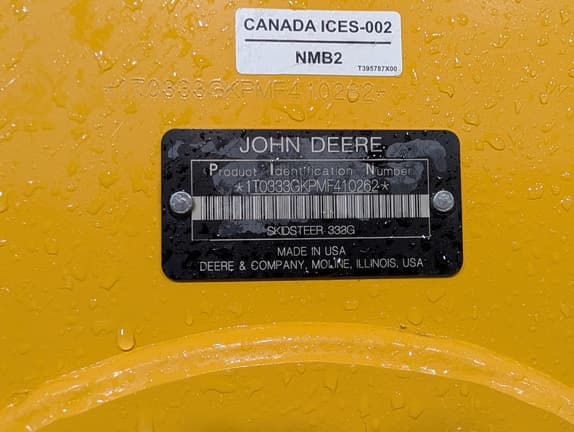 CANADA ICES-002
NMB2
T395787X00
*1T0333GKPMF410262*
JOHN DEERE
Product Identification Number
*1T0333GKPMF410262*
SKIDSTEER 333G
MADE IN USA
DEERE & COMPANY, MOLINE, ILLINOIS, USA